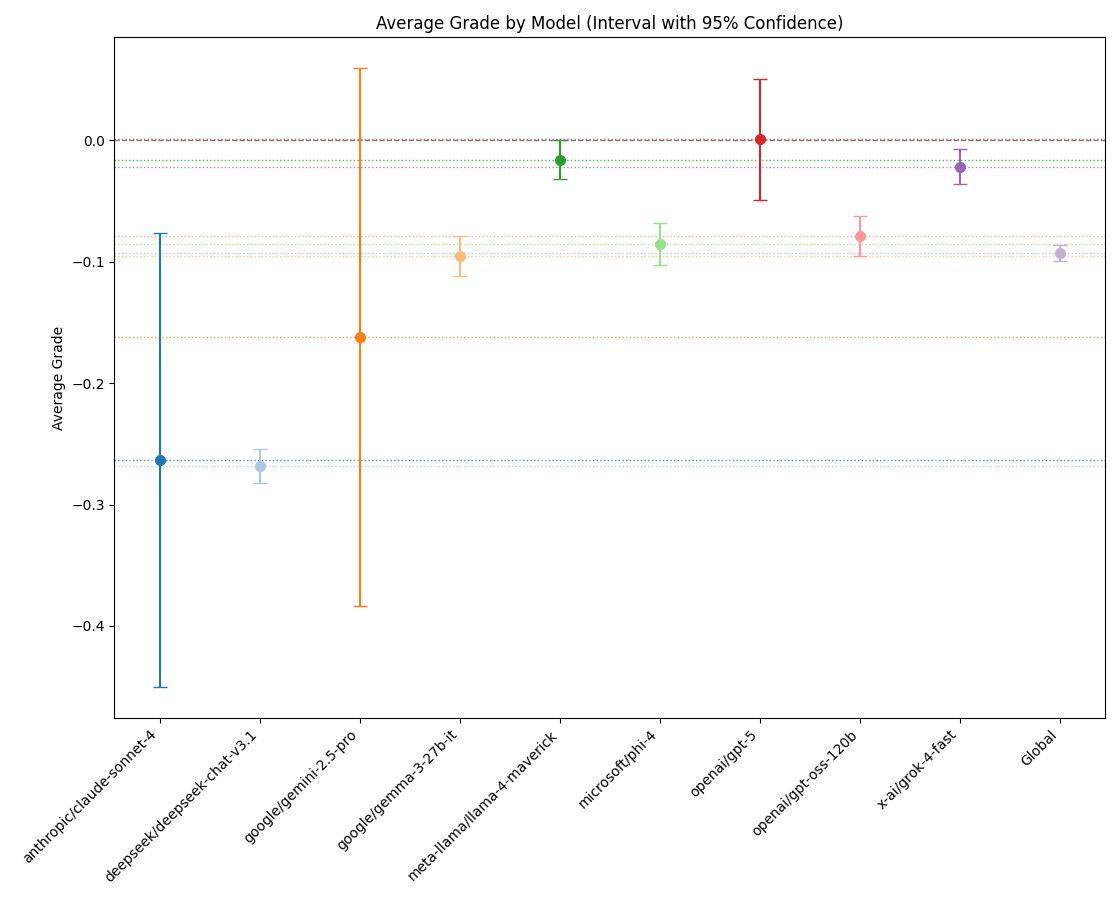 Average Grade by Model (Interval with 95% Confidence)
Average Grade
0.0
−0.1
−0.2
−0.3
−0.4
anthropic/claude-sonnet-4
deepseek/deepseek-chat-v3.1
google/gemini-2.5-pro
google/gemma-3-27b-it
meta-llama/llama-4-maverick
microsoft/phi-4
openai/gpt-5
openai/gpt-oss-120b
x-ai/grok-4-fast
Global